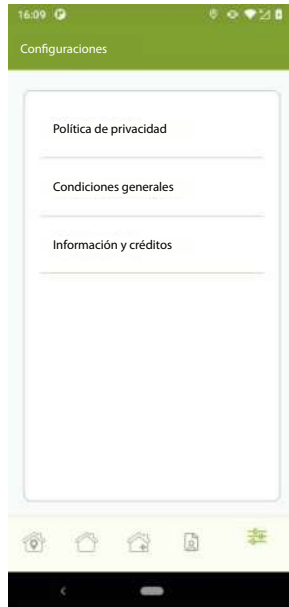 16:09
Configuraciones
Política de privacidad
Condiciones generales
Información y créditos